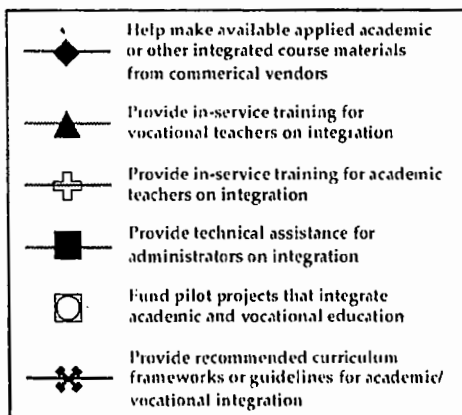 Help make available applied academic
or other integrated course materials
from commerical vendors
Provide in-service training for
vocational teachers on integration
Provide in-service training for academic
teachers on integration
Provide technical assistance for
administrators on integration
Fund pilot projects that integrate
academic and vocational education
Provide recommended curriculum
frameworks or guidelines for academic/
vocational integration